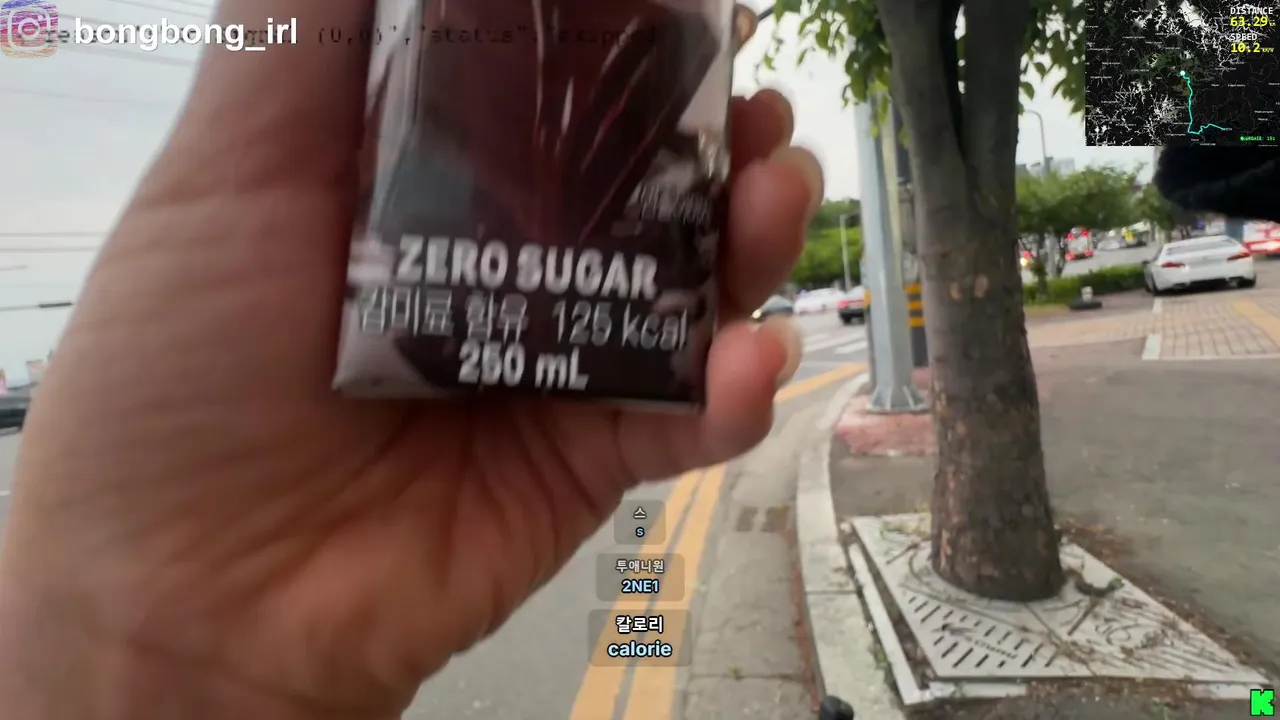 bongbong_irl
DISTANCE
63.29
SPEED
10.2
ZERO SUGAR
감미료 함유 125 kcal
250 mL
스
s
투애니원
2NE1
칼로리
calorie
K